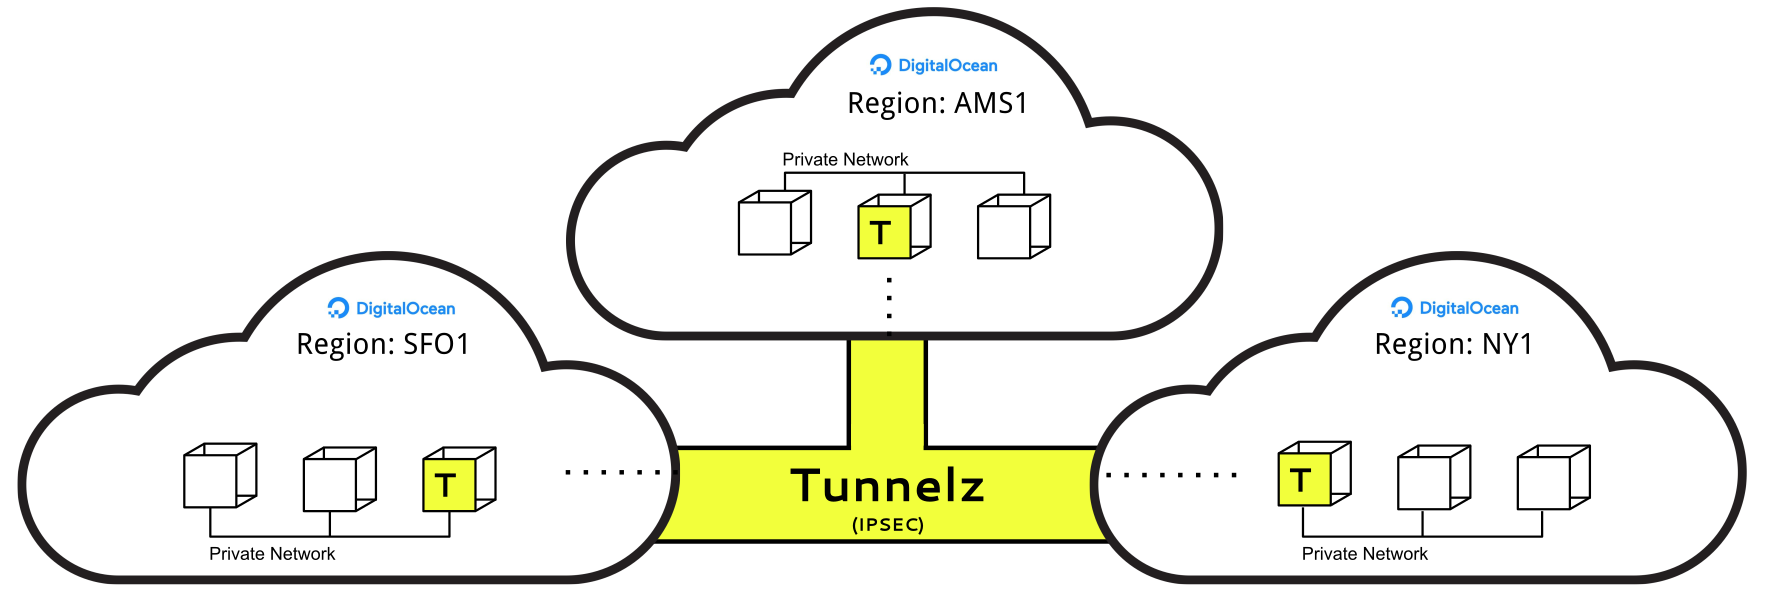 DigitalOcean
Region: AMS1
Private Network
T
DigitalOcean
Region: SFO1
T
Private Network
DigitalOcean
Region: NY1
T
Private Network
Tunnelz
(IPSEC)